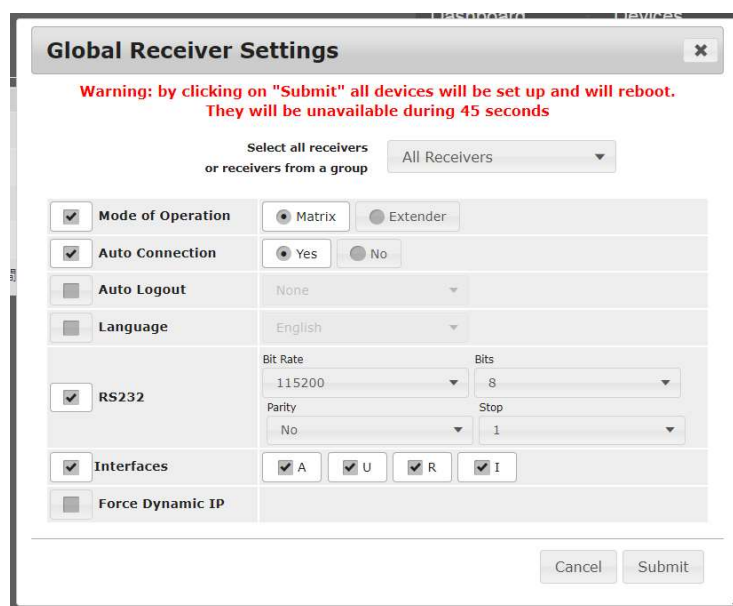 Dashboard Devices
Global Receiver Settings
Warning: by clicking on "Submit" all devices will be set up and will reboot.
They will be unavailable during 45 seconds
Select all receivers
or receivers from a group
All Receivers
Mode of Operation Matrix Extender
Auto Connection Yes No
Auto Logout None
Language English
Bit Rate Bits
RS232
115200 8
Parity Stop
No 1
Interfaces A U R I
Force Dynamic IP
Cancel Submit